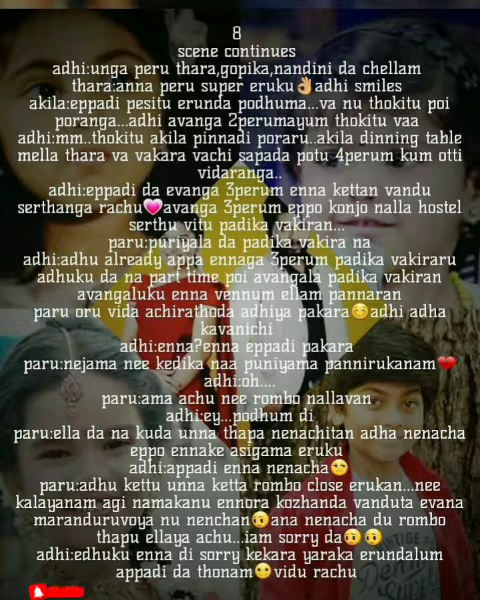 8
scene continues
adhi:unga peru thara,gopika,nandini da chellam
thara:anna peru super eruku👌adhi smiles
akila:eppadi pesitu erunda podhuma...va nu thokitu poi
poranga...adhi avanga 2perumayum thokitu vaa
adhi:mm..thokitu akila pinnadi poraru..akila dinning table
mella thara va vakara vachi sapada potu 4perum kum otti
vidaranga..
adhi:eppadi da evanga 3perum enna kettan vandu
serthanga rachu💗avanga 3perum eppo konjo nalla hostel
serthu vitu padika vakiran...
paru:puriyala da padika vakira na
adhi:adhu already appa ennaga 3perum padika vakiraru
adhuku da na part time poi avangala padika vakiran
avangaluku enna vennum ellam pannaran
paru oru vida achirathoda adhiya pakara😊adhi adha
kavanichi
adhi:enna?enna eppadi pakara
paru:nejama nee kedika naa puniyama pannirukanam❤
adhi:oh....
paru:ama achu nee rombo nallavan
adhi:ey...podhum di
paru:ella da na kuda unna thapa nenachitan adha nenacha
eppo ennake asigama eruku
adhi:appadi enna nenacha😏
paru:adhu kettu unna ketta rombo close erukan...nee
kalayanam agi namakanu ennora kozhanda vanduta evana
maranduruvoya nu nenchan😔ana nenacha du rombo
thapu ellaya achu...iam sorry da😔😔
adhi:edhuku enna di sorry kekara yaraka erundalum
appadi da thonam🙂vidu rachu